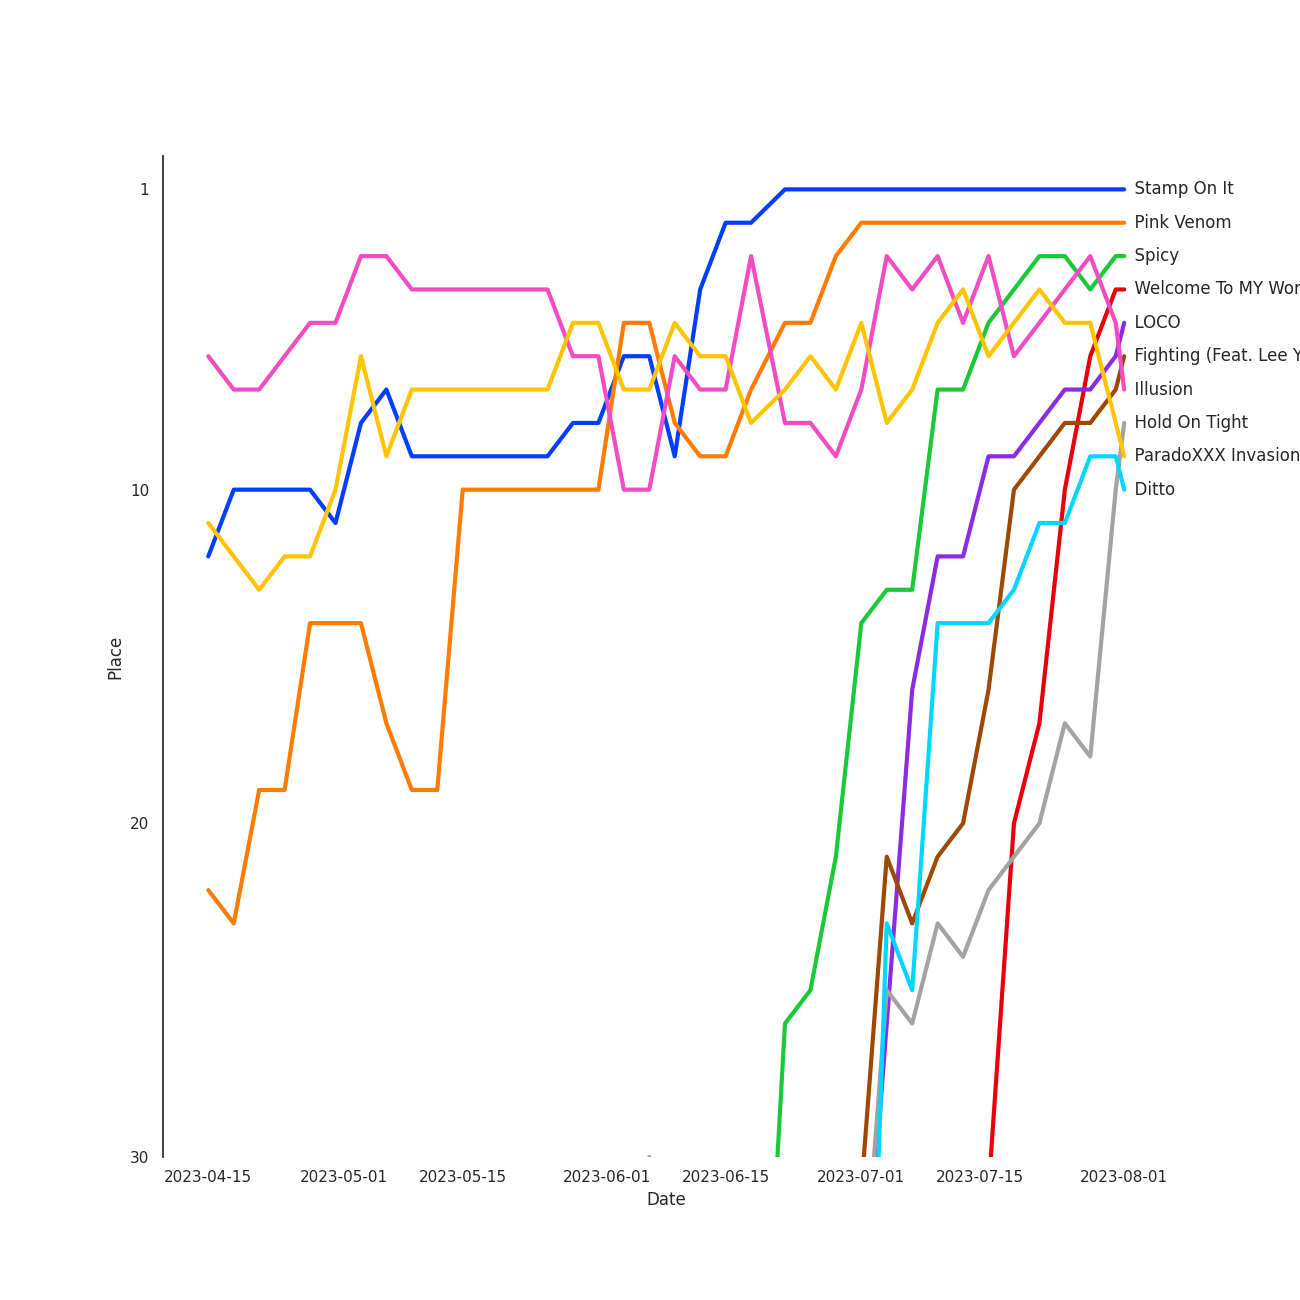 1
10
20
30
Place
Stamp On It
Pink Venom
Spicy
Welcome To MY
LOCO
Fighting (Feat. Lee
Illusion
Hold On Tight
ParadoXXX Invasion
Ditto
2023-04-15
2023-05-01
2023-05-15
2023-06-01
2023-06-15
2023-07-01
2023-07-15
2023-08-01
Date